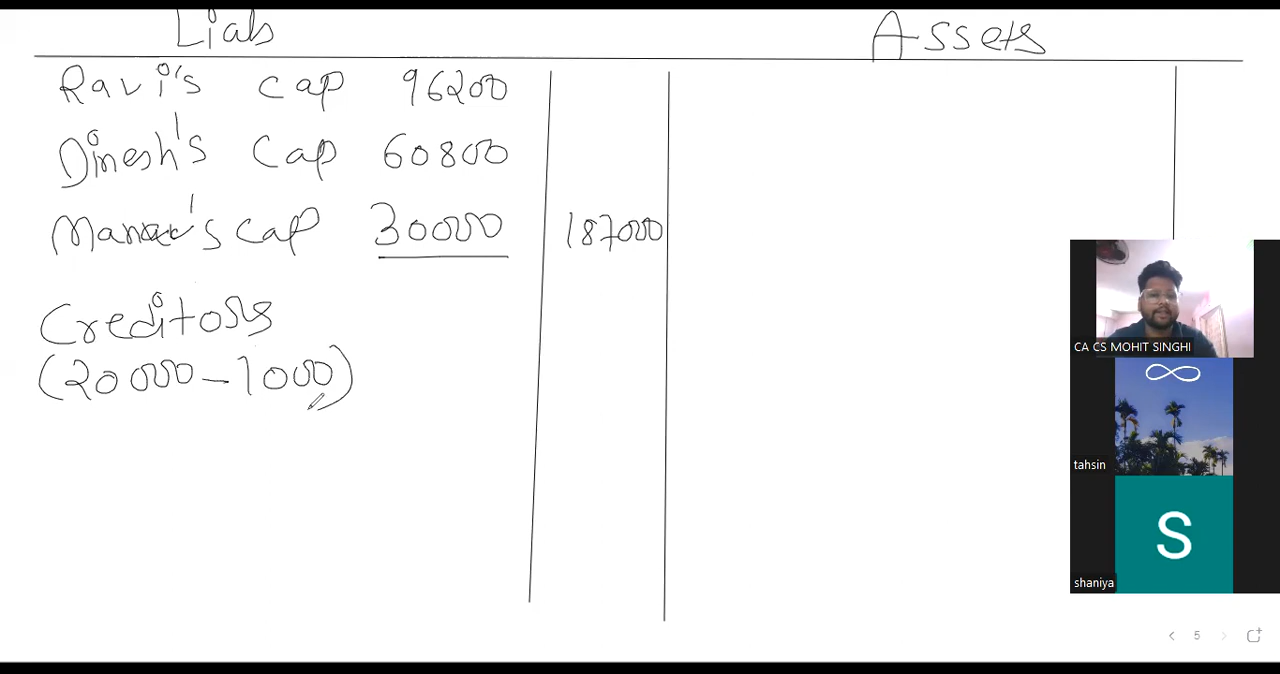 Liab Assets
Ravi's cap 96200
Dinesh's Cap 60800
Manav's cap 30000 187000
Creditors
(20000-1000)
CA CS MOHIT SINGHI
tahsin
S
shaniya
< 5 >